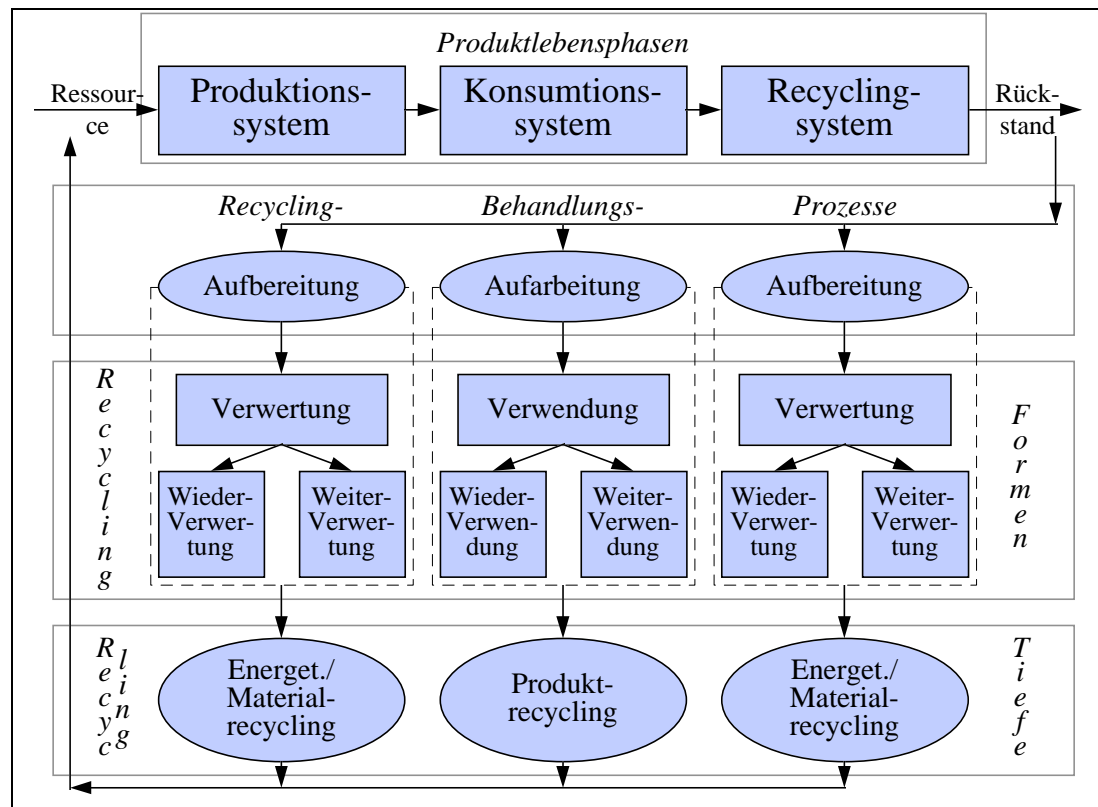 Produktlebensphasen
Ressour-
ce
Produktions-
system
Konsumtions-
system
Recycling-
system
Rück-
stand
Recycling- Behandlungs- Prozesse
Aufbereitung
Aufarbeitung
Aufbereitung
Recycling
Formen
Verwertung
Verwendung
Verwertung
Wieder-
Verwer-
tung
Weiter-
Verwer-
tung
Wieder-
Verwen-
dung
Weiter-
Verwen-
dung
Wieder-
Verwer-
tung
Weiter-
Verwer-
tung
Recyc
ling
Tiefe
Energet./
Material-
recycling
Produkt-
recycling
Energet./
Material-
recycling